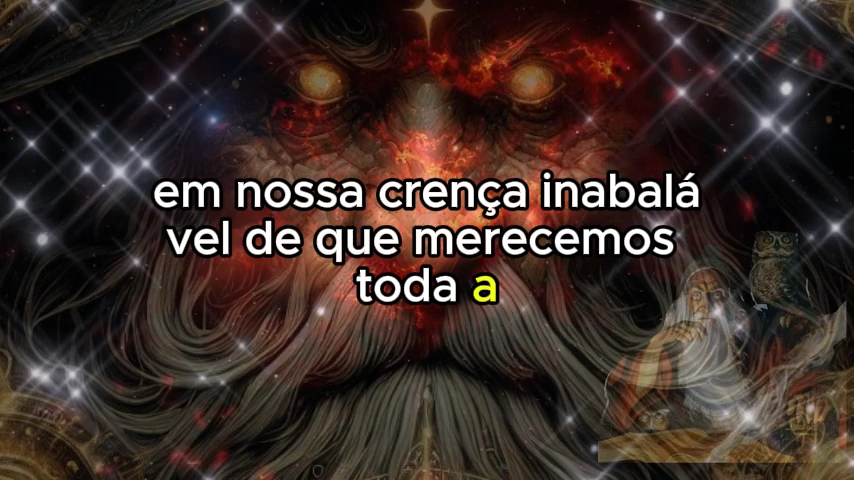 em nossa crença inabalá
vel de que merecemos
toda a